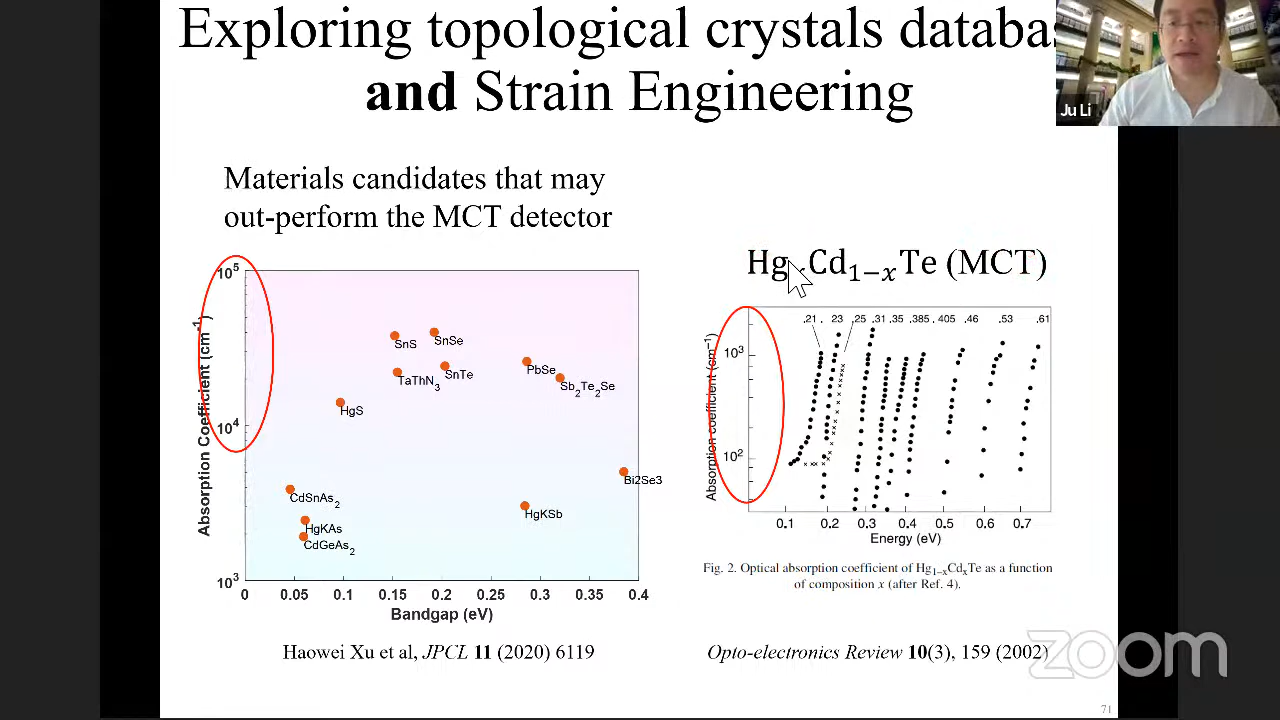 Exploring topological crystals databa
and Strain Engineering
Ju Li
Materials candidates that may
out-perform the MCT detector
10^5
10^4
10^3
Absorption Coefficient (cm^-1)
SnS
SnSe
TaThN_3
SnTe
PbSe
Sb_2Te_2Se
HgS
Bi2Se3
CdSnAs_2
HgKAs
CdGeAs_2
HgKSb
0 0.05 0.1 0.15 0.2 0.25 0.3 0.35 0.4
Bandgap (eV)
Haowei Xu et al, JPCL 11 (2020) 6119
Hg_xCd_{1−x}Te (MCT)
.21 . 23 .25 .31 .35 .385 .405 .46 .53 .61
10^3
10^2
Absorption coefficient (cm^−1)
0.1 0.2 0.3 0.4 0.5 0.6 0.7
Energy (eV)
Fig. 2. Optical absorption coefficient of Hg_{1−x}Cd_xTe as a function
of composition x (after Ref. 4).
Opto-electronics Review 10(3), 159 (2002)
zoom
71